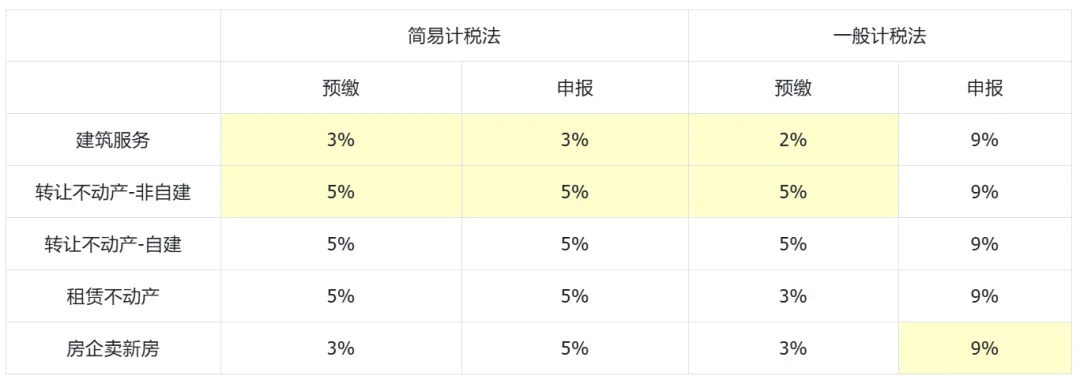 简易计税法 一般计税法
预缴 申报 预缴 申报
建筑服务 3% 3% 2% 9%
转让不动产-非自建 5% 5% 5% 9%
转让不动产-自建 5% 5% 5% 9%
租赁不动产 5% 5% 3% 9%
房企卖新房 3% 5% 3% 9%